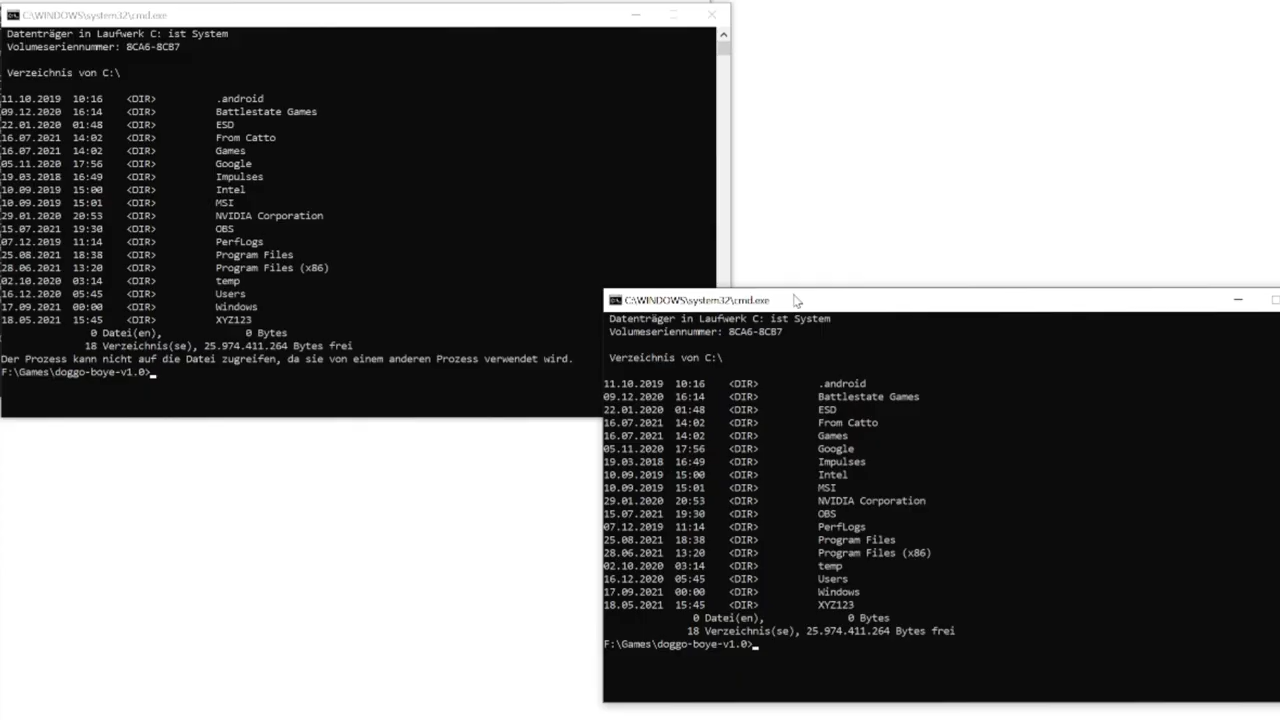 C:\WINDOWS\system32\cmd.exe
Datenträger in Laufwerk C: ist System
Volumeseriennummer: 8CA6-8CB7
Verzeichnis von C:\
11.10.2019 10:16 <DIR> .android
09.12.2020 16:14 <DIR> Battlestate Games
22.01.2020 01:48 <DIR> ESD
16.07.2021 14:02 <DIR> From Catto
16.07.2021 14:02 <DIR> Games
05.11.2020 17:56 <DIR> Google
19.03.2018 16:49 <DIR> Impulses
10.09.2019 15:00 <DIR> Intel
10.09.2019 15:01 <DIR> MSI
29.01.2020 20:53 <DIR> NVIDIA Corporation
15.07.2021 19:30 <DIR> OBS
07.12.2019 11:14 <DIR> PerfLogs
25.08.2021 18:38 <DIR> Program Files
28.06.2021 13:20 <DIR> Program Files (x86)
02.10.2020 03:14 <DIR> temp
16.12.2020 05:45 <DIR> Users
17.09.2021 00:00 <DIR> Windows
18.05.2021 15:45 <DIR> XYZ123
0 Datei(en), 0 Bytes
18 Verzeichnis(se), 25.974.411.264 Bytes frei
Der Prozess kann nicht auf die Datei zugreifen, da sie von einem anderen Prozess verwendet wird.
F:\Games\doggo-boye-v1.0>
C:\WINDOWS\system32\cmd.exe
Datenträger in Laufwerk C: ist System
Volumeseriennummer: 8CA6-8CB7
Verzeichnis von C:\
11.10.2019 10:16 <DIR> .android
09.12.2020 16:14 <DIR> Battlestate Games
22.01.2020 01:48 <DIR> ESD
16.07.2021 14:02 <DIR> From Catto
16.07.2021 14:02 <DIR> Games
05.11.2020 17:56 <DIR> Google
19.03.2018 16:49 <DIR> Impulses
10.09.2019 15:00 <DIR> Intel
10.09.2019 15:01 <DIR> MSI
29.01.2020 20:53 <DIR> NVIDIA Corporation
15.07.2021 19:30 <DIR> OBS
07.12.2019 11:14 <DIR> PerfLogs
25.08.2021 18:38 <DIR> Program Files
28.06.2021 13:20 <DIR> Program Files (x86)
02.10.2020 03:14 <DIR> temp
16.12.2020 05:45 <DIR> Users
17.09.2021 00:00 <DIR> Windows
18.05.2021 15:45 <DIR> XYZ123
0 Datei(en), 0 Bytes
18 Verzeichnis(se), 25.974.411.264 Bytes frei
F:\Games\doggo-boye-v1.0>